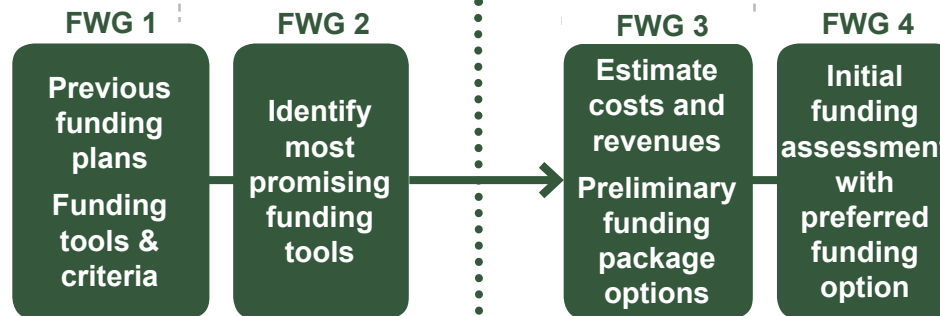 FWG 1
Previous
funding
plans
Funding
tools &
criteria
FWG 2
Identify
most
promising
funding
tools
FWG 3
Estimate
costs and
revenues
Preliminary
funding
package
options
FWG 4
Initial
funding
assessment
with
preferred
funding
option